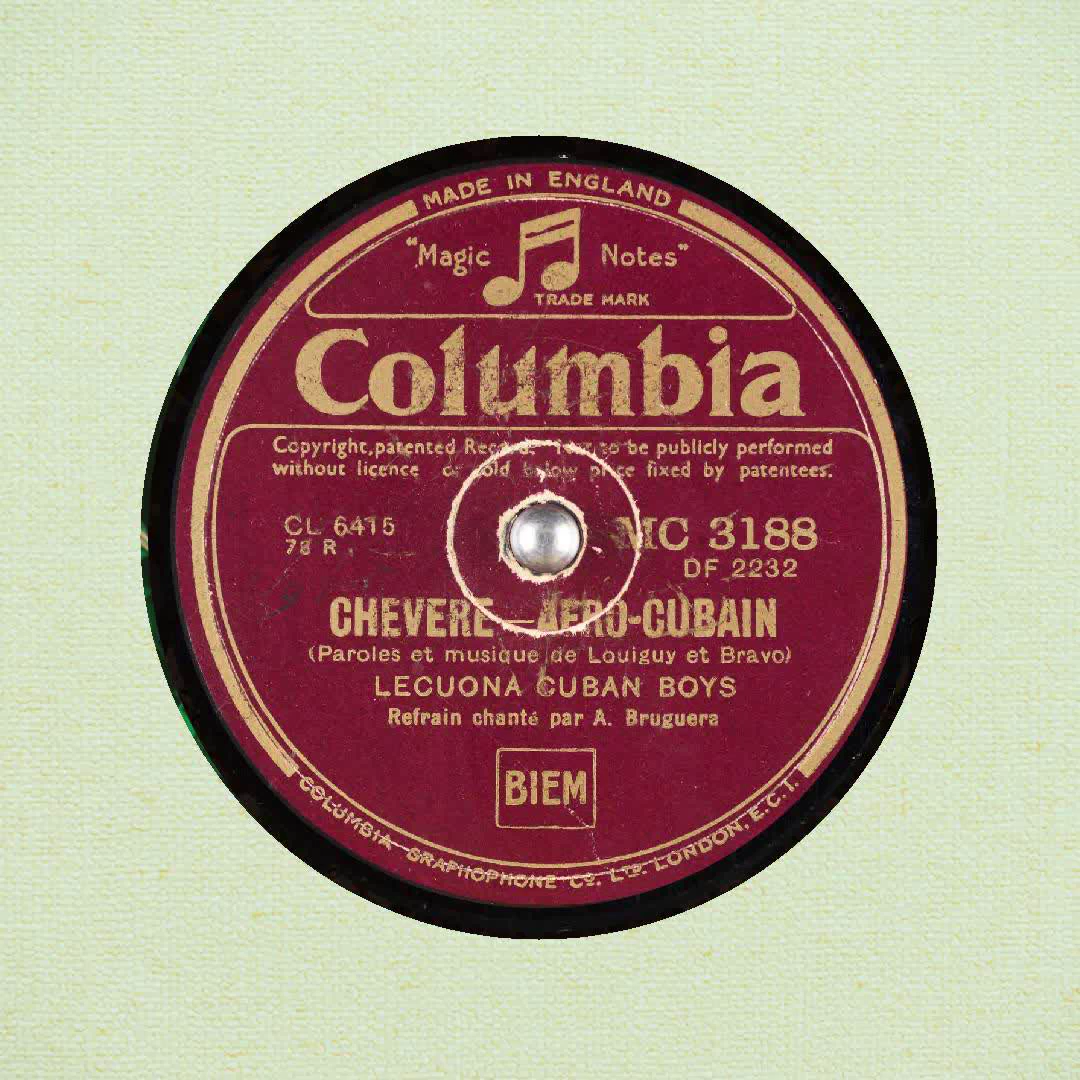 MADE IN ENGLAND
"Magic Notes"
TRADE MARK
Columbia
Copyright, patented Record. to be publicly performed
without licence or sold below price fixed by patentees.
CL 6415
78 R
MC 3188
DF 2232
CHEVERE—AFRO-CUBAIN
(Paroles et musique de Louiguy et Bravo)
LECUONA CUBAN BOYS
Refrain chanté par A. Bruguera
BIEM
COLUMBIA GRAPHOPHONE Co. LTD. LONDON, E.C.1.